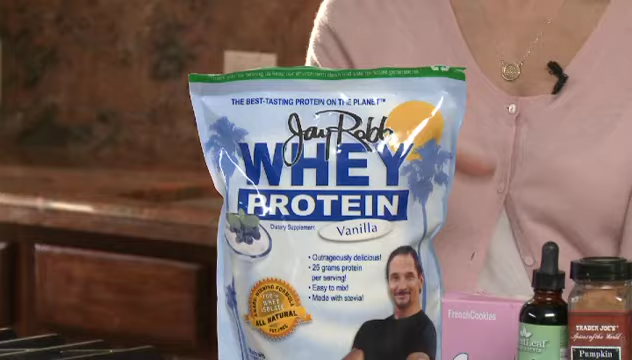 THE BEST-TASTING PROTEIN ON THE PLANET™
Jay Robb
WHEY
PROTEIN
Dietary Supplement
Vanilla
• Outrageously delicious!
• 25 grams protein
per serving!
• Easy to mix!
• Made with stevia!
ALL NATURAL
FrenchCookies
TRADER JOE'S
Pumpkin